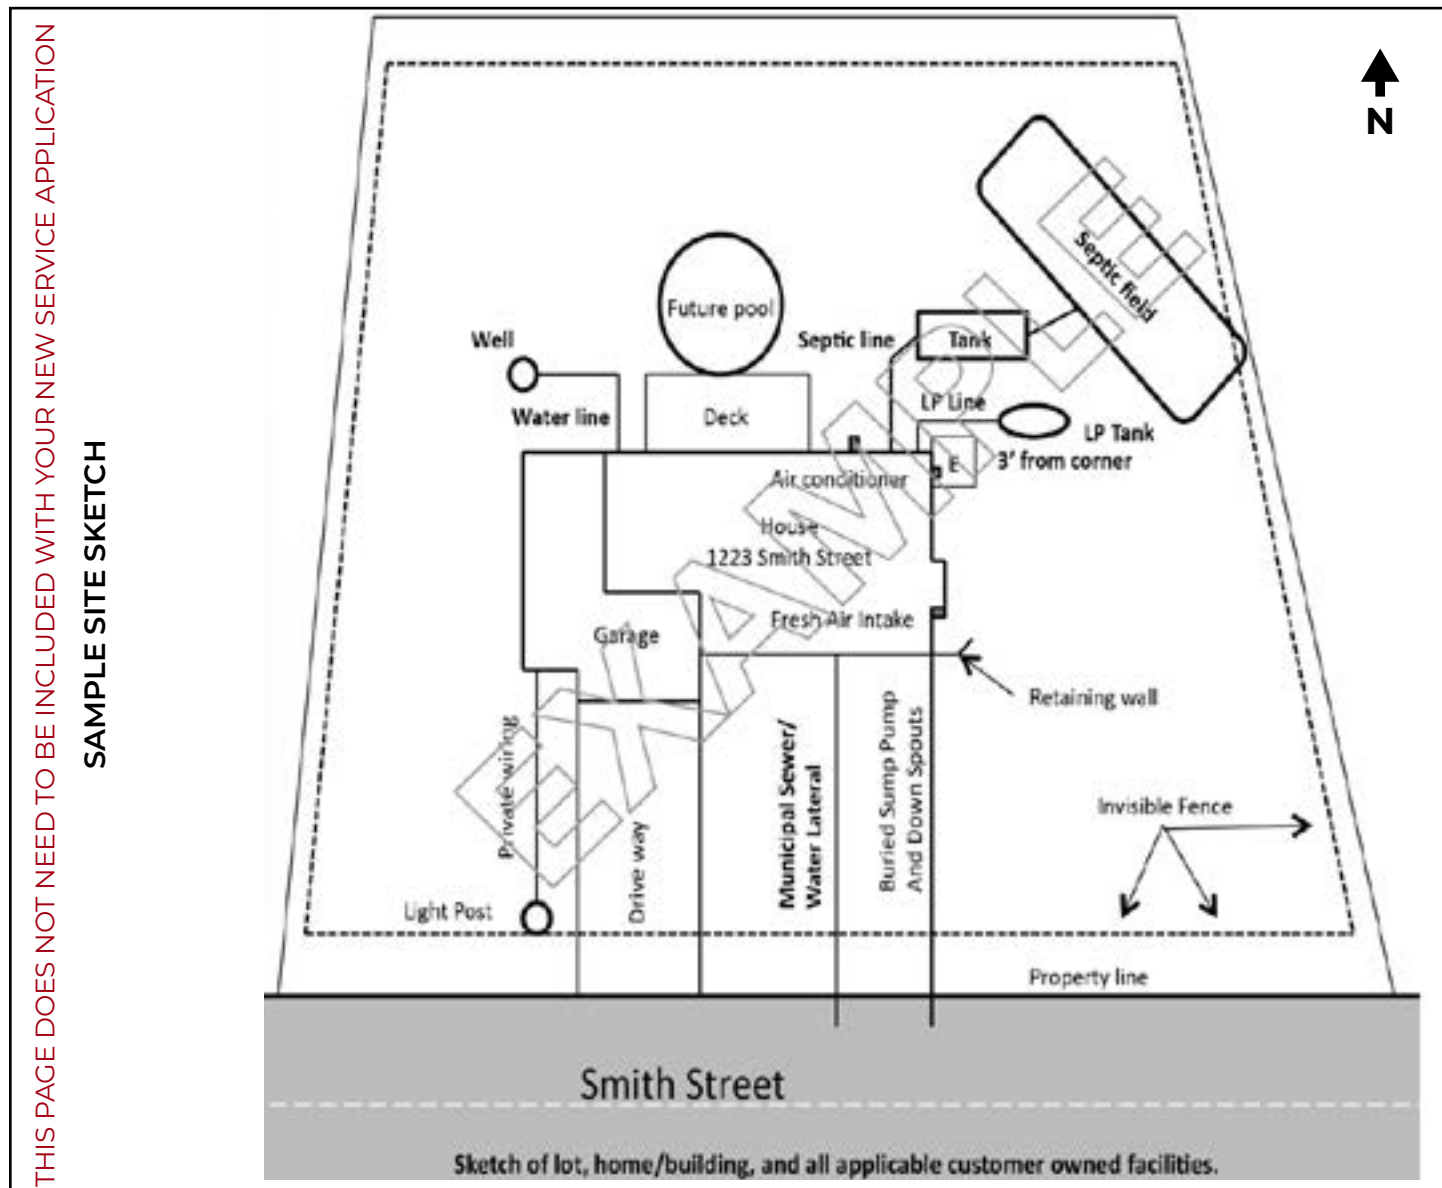 THIS PAGE DOES NOT NEED TO BE INCLUDED WITH YOUR NEW SERVICE APPLICATION
SAMPLE SITE SKETCH
N
Septic field
Future pool
Well
Septic line
Tank
Water line
Deck
LP Line
LP Tank
E
3' from corner
Air conditioner
House
1223 Smith Street
Fresh Air Intake
Garage
Retaining wall
Private wiring
Drive way
Municipal Sewer/
Water Lateral
Buried Sump Pump
And Down Spouts
Invisible Fence
Light Post
Property line
EXAMPLE
Smith Street
Sketch of lot, home/building, and all applicable customer owned facilities.